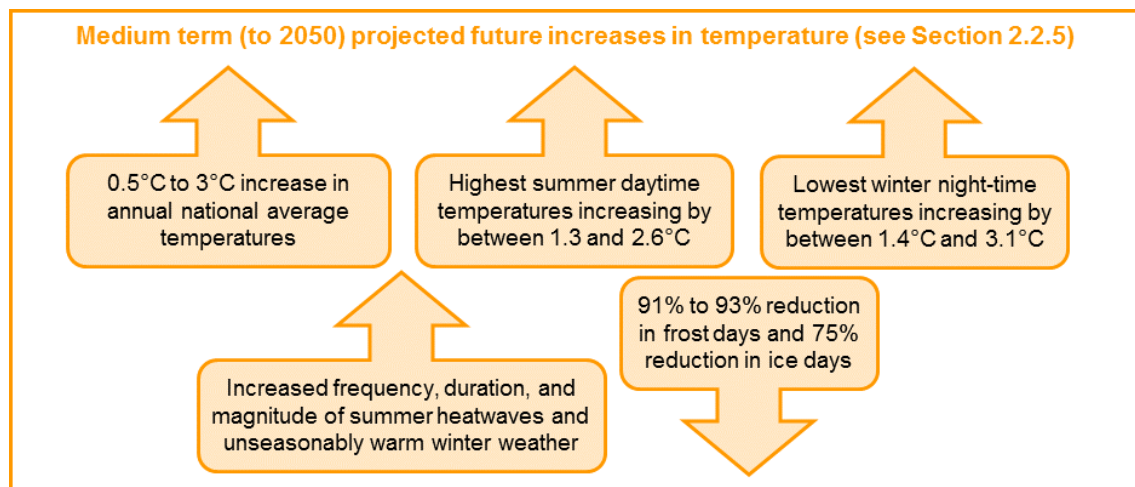 Medium term (to 2050) projected future increases in temperature (see Section 2.2.5)
0.5°C to 3°C increase in
annual national average
temperatures
Highest summer daytime
temperatures increasing by
between 1.3 and 2.6°C
Lowest winter night-time
temperatures increasing by
between 1.4°C and 3.1°C
Increased frequency, duration, and
magnitude of summer heatwaves and
unseasonably warm winter weather
91% to 93% reduction
in frost days and 75%
reduction in ice days